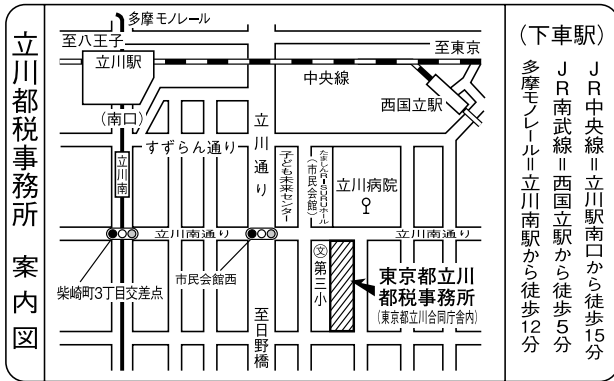 立川都税事務所 案内図
多摩モノレール
至八王子
立川駅
至東京
中央線
西国立駅
(南口)
すずらん通り
立川通り
立川南
子ども未来センター
たましんRISURUホール
(市民会館)
立川病院
立川南通り
立川南通り
柴崎町3丁目交差点
市民会館西
至日野橋
文
第三小
東京都立川
都税事務所
(東京都立川合同庁舎内)
(下車駅)
JR中央線=立川駅南口から徒歩15分
JR南武線=西国立駅から徒歩5分
多摩モノレール=立川南駅から徒歩12分